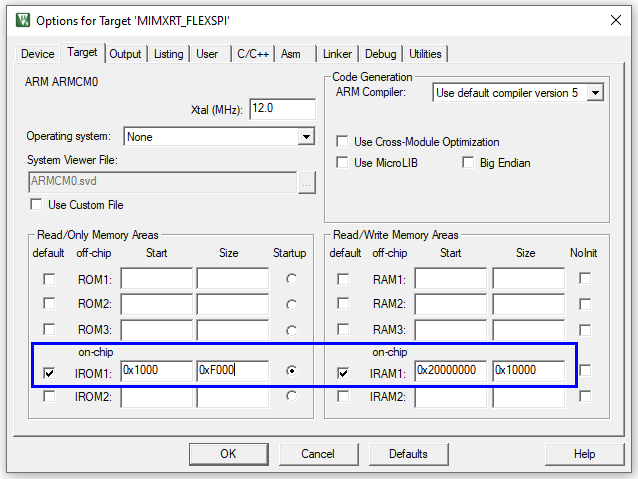 Options for Target 'MIMXRT_FLEXSPI'
Device Target Output Listing User C/C++ Asm Linker Debug Utilities
ARM ARMCM0
Xtal (MHz): 12.0
Operating system: None
System Viewer File:
ARMCM0.svd ...
Use Custom File
Code Generation
ARM Compiler: Use default compiler version 5
Use Cross-Module Optimization
Use MicroLIB Big Endian
Read/Only Memory Areas
default off-chip Start Size Startup
ROM1:
ROM2:
ROM3:
on-chip
IROM1: 0x1000 0xF000
IROM2:
Read/Write Memory Areas
default off-chip Start Size NoInit
RAM1:
RAM2:
RAM3:
on-chip
IRAM1: 0x20000000 0x10000
IRAM2:
OK Cancel Defaults Help